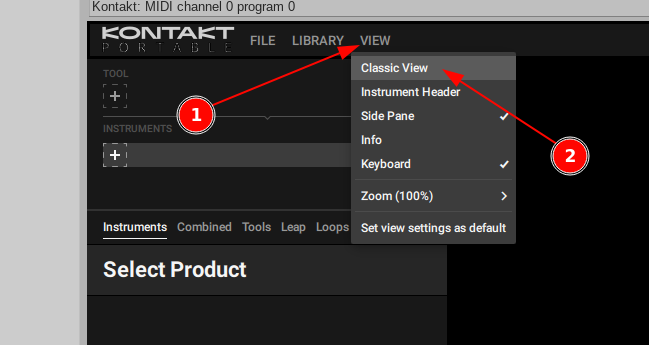 Kontakt: MIDI channel 0 program 0
KONTAKT
PORTABLE
FILE LIBRARY VIEW
TOOL
INSTRUMENTS
1
Classic View
2
Instrument Header
Side Pane
Info
Keyboard
Zoom (100%)
Set view settings as default
Instruments Combined Tools Leap Loops
Select Product